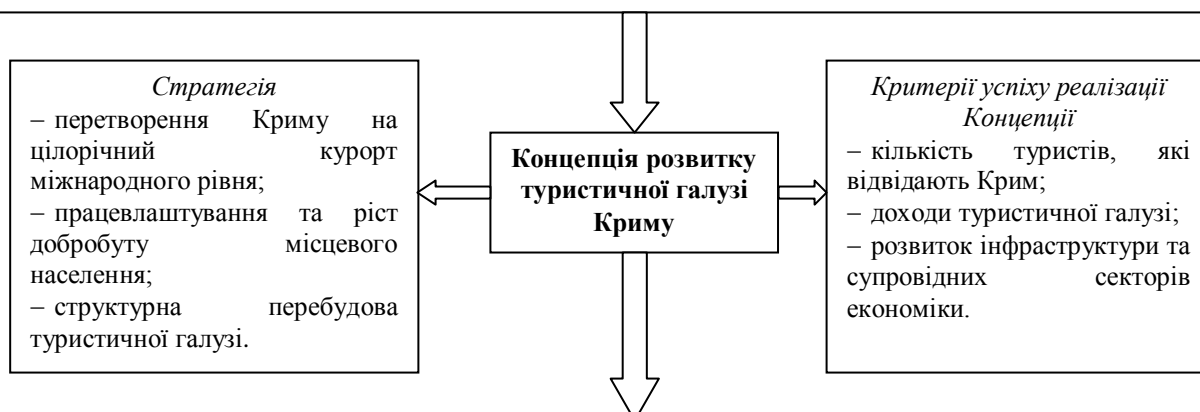 Стратегія
– перетворення Криму на
цілорічний курорт
міжнародного рівня;
– працевлаштування та ріст
добробуту місцевого
населення;
– структурна перебудова
туристичної галузі.
Концепція розвитку
туристичної галузі
Криму
Критерії успіху реалізації
Концепції
– кількість туристів, які
відвідають Крим;
– доходи туристичної галузі;
– розвиток інфраструктури та
супровідних секторів
економіки.